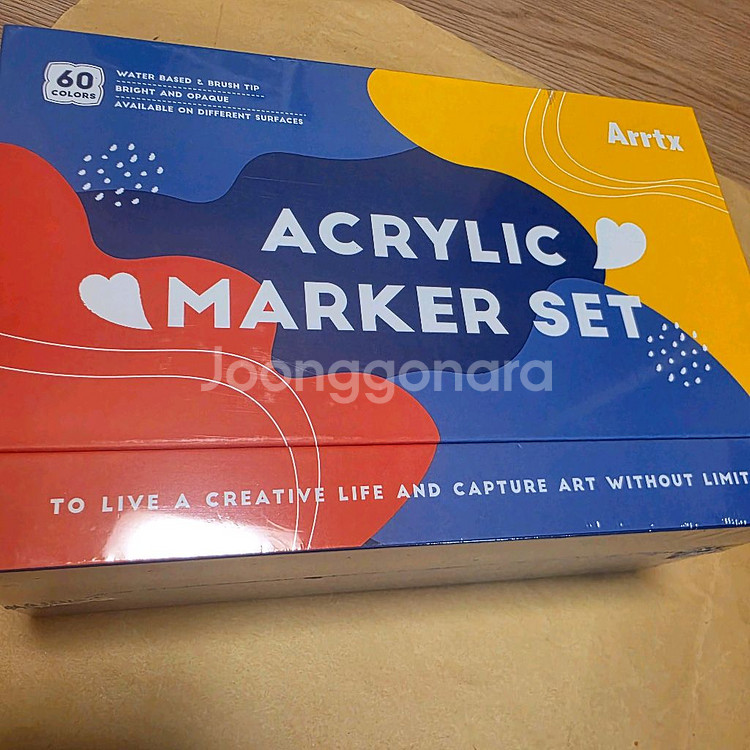 60
COLORS
WATER BASED & BRUSH TIP
BRIGHT AND OPAQUE
AVAILABLE ON DIFFERENT SURFACES
Arrtx
ACRYLIC
MARKER SET
Joonggonara
TO LIVE A CREATIVE LIFE AND CAPTURE ART WITHOUT LIMIT